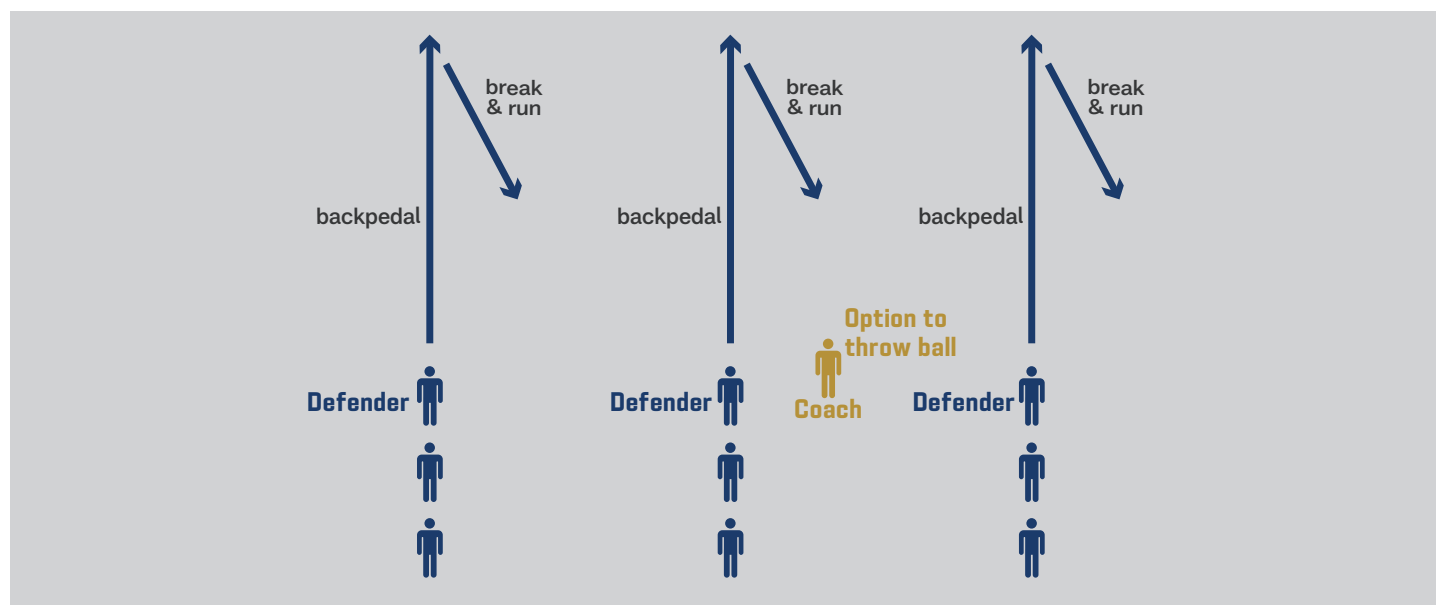 break
& run
break
& run
break
& run
backpedal
backpedal
backpedal
Option to
throw ball
Defender
Defender
Coach
Defender